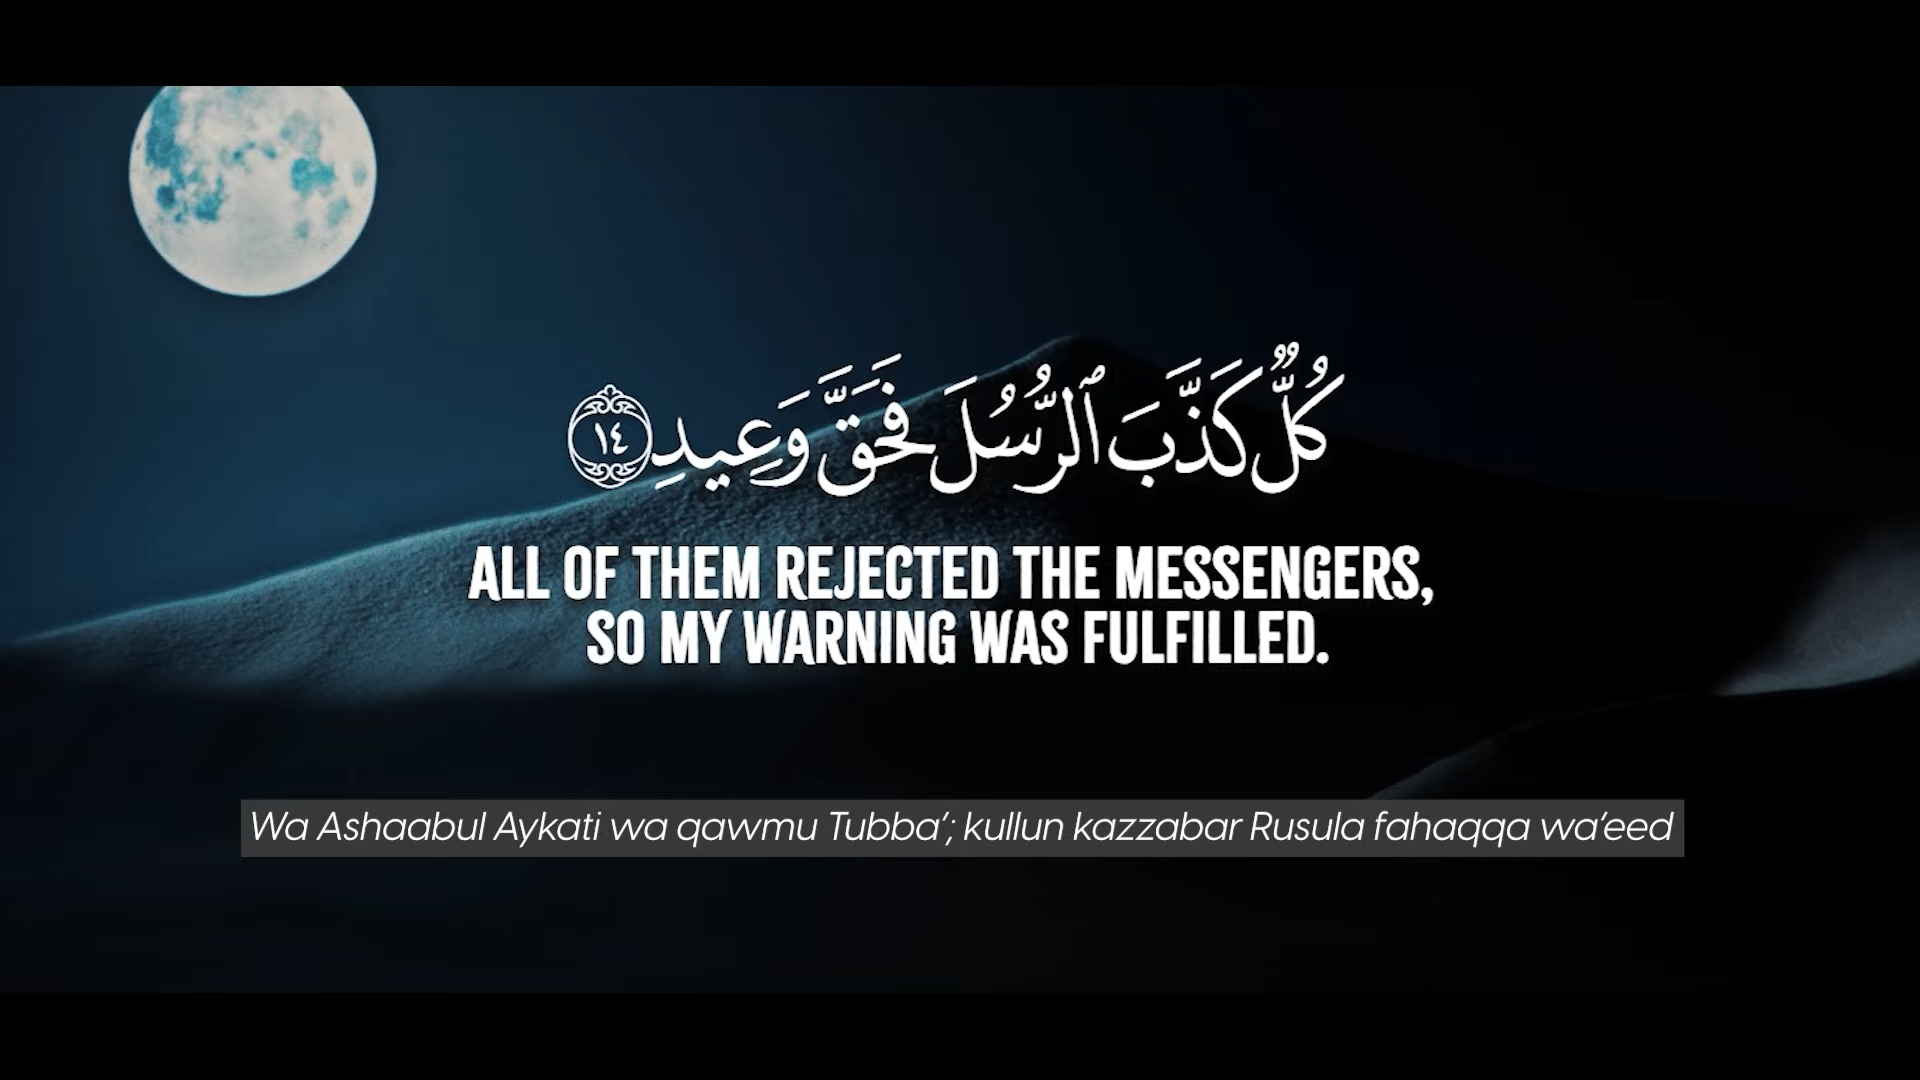 كُلٌّ كَذَّبَ ٱلرُّسُلَ فَحَقَّ وَعِيدِ ١٤
ALL OF THEM REJECTED THE MESSENGERS,
SO MY WARNING WAS FULFILLED.
Wa Ashaabul Aykati wa qawmu Tubba’; kullun kazzabar Rusula fahaqqa wa’eed